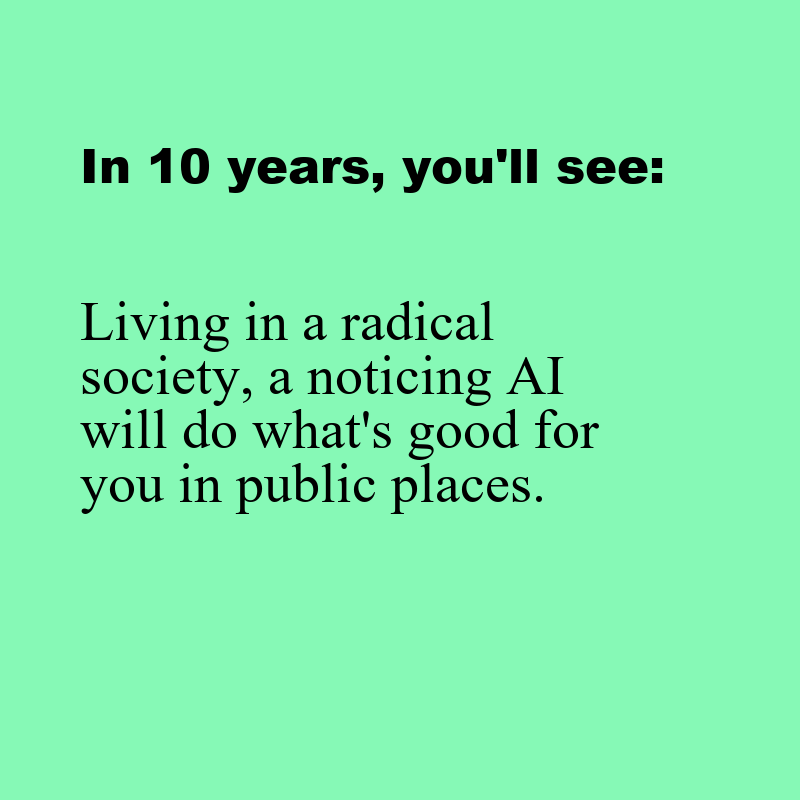 In 10 years, you'll see:
Living in a radical
society, a noticing AI
will do what's good for
you in public places.